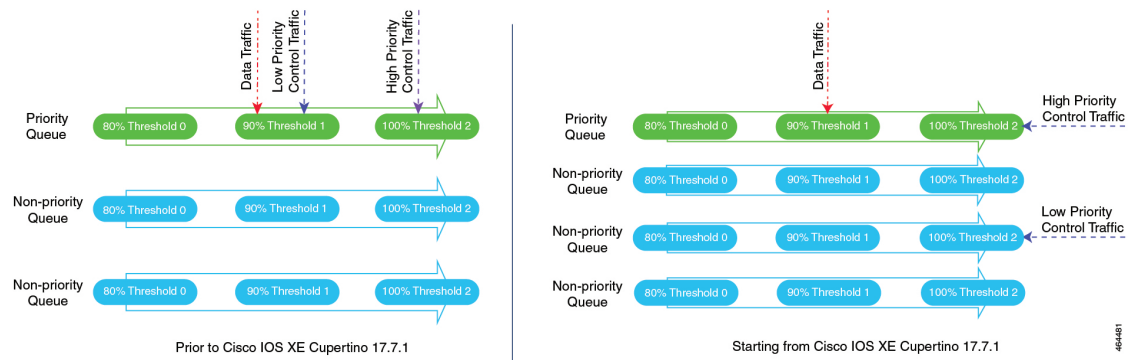 Data Traffic
Low Priority
Control Traffic
High Priority
Control Traffic
Priority
Queue
80% Threshold 0
90% Threshold 1
100% Threshold 2
Non-priority
Queue
80% Threshold 0
90% Threshold 1
100% Threshold 2
Non-priority
Queue
80% Threshold 0
90% Threshold 1
100% Threshold 2
Prior to Cisco IOS XE Cupertino 17.7.1
Data Traffic
Priority
Queue
80% Threshold 0
90% Threshold 1
100% Threshold 2
High Priority
Control Traffic
Non-priority
Queue
80% Threshold 0
90% Threshold 1
100% Threshold 2
Non-priority
Queue
80% Threshold 0
90% Threshold 1
100% Threshold 2
Low Priority
Control Traffic
Non-priority
Queue
80% Threshold 0
90% Threshold 1
100% Threshold 2
Starting from Cisco IOS XE Cupertino 17.7.1
464481